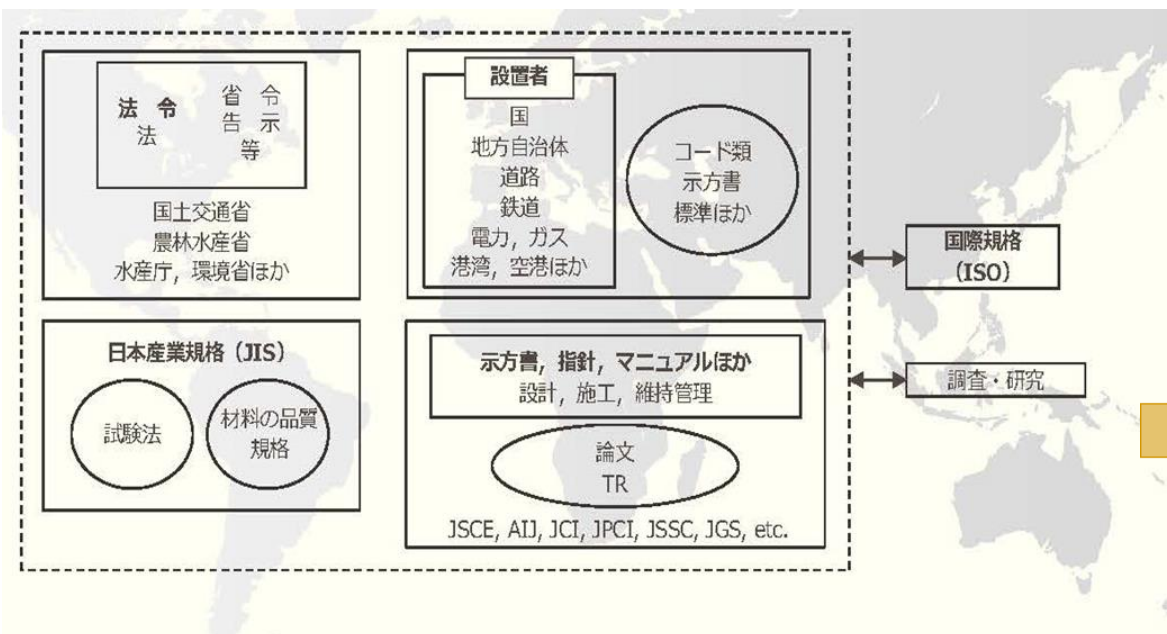 法 令
法
省 令
告 示
等
国土交通省
農林水産省
水産庁，環境省ほか
設置者
国
地方自治体
道路
鉄道
電力，ガス
港湾，空港ほか
コード類
示方書
標準ほか
国際規格
（ISO）
日本産業規格（JIS）
試験法
材料の品質
規格
示方書，指針，マニュアルほか
設計，施工，維持管理
論文
TR
JSCE, AIJ, JCI, JPCI, JSSC, JGS, etc.
調査・研究